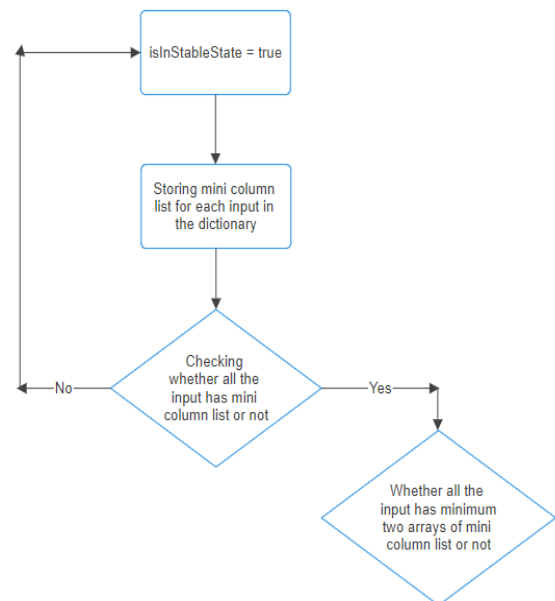 isInStableState = true
Storing mini column
list for each input in
the dictionary
Checking
whether all the
input has mini
column list or not
No
Yes
Whether all the
input has minimum
two arrays of mini
column list or not